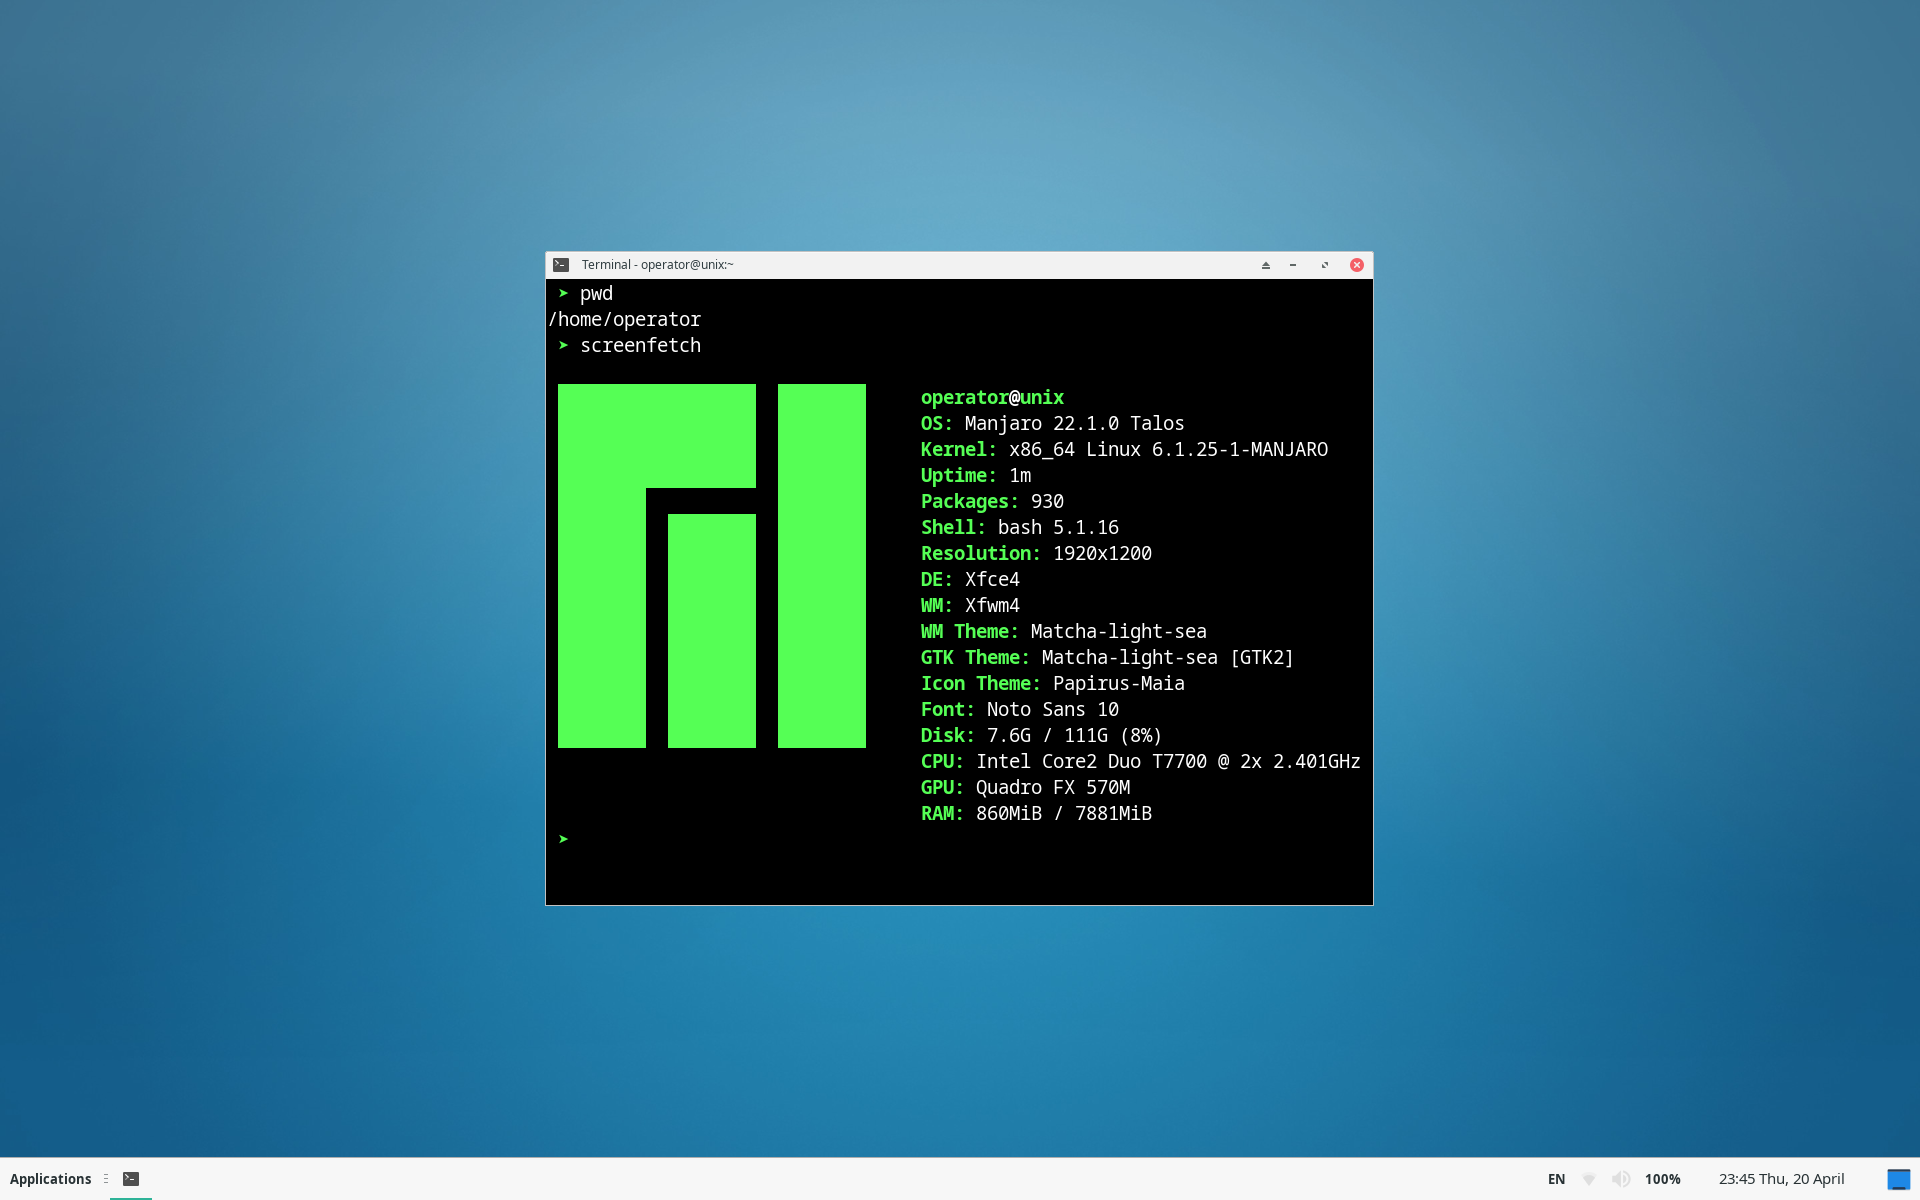 Terminal - operator@unix:~
➤ pwd
/home/operator
➤ screenfetch
operator@unix
OS: Manjaro 22.1.0 Talos
Kernel: x86_64 Linux 6.1.25-1-MANJARO
Uptime: 1m
Packages: 930
Shell: bash 5.1.16
Resolution: 1920x1200
DE: Xfce4
WM: Xfwm4
WM Theme: Matcha-light-sea
GTK Theme: Matcha-light-sea [GTK2]
Icon Theme: Papirus-Maia
Font: Noto Sans 10
Disk: 7.6G / 111G (8%)
CPU: Intel Core2 Duo T7700 @ 2x 2.401GHz
GPU: Quadro FX 570M
RAM: 860MiB / 7881MiB
➤
Applications EN 100% 23:45 Thu, 20 April